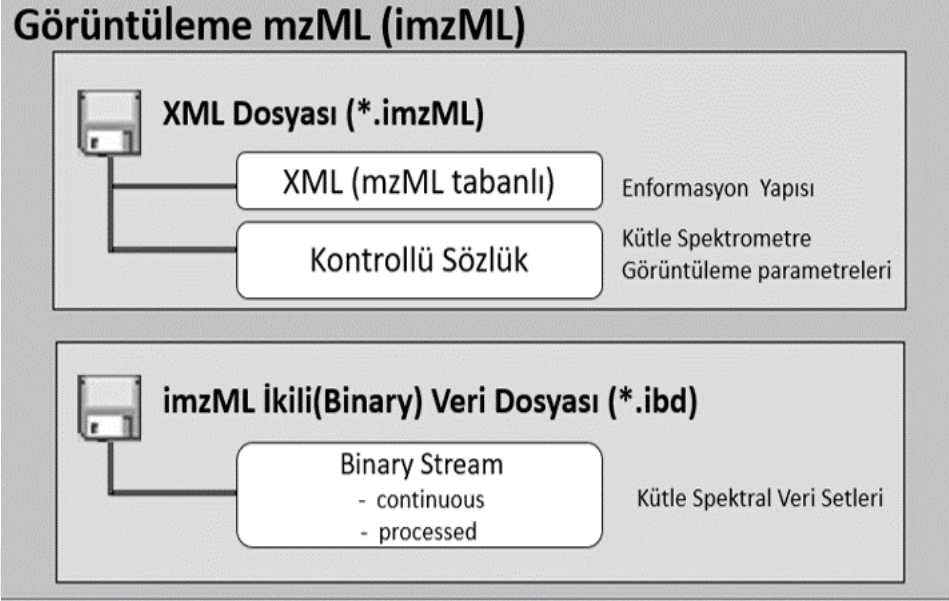 Görüntüleme mzML (imzML)
XML Dosyası (*.imzML)
XML (mzML tabanlı)
Enformasyon Yapısı
Kontrollü Sözlük
Kütle Spektrometre
Görüntüleme parametreleri
imzML İkili(Binary) Veri Dosyası (*.ibd)
Binary Stream
- continuous
- processed
Kütle Spektral Veri Setleri